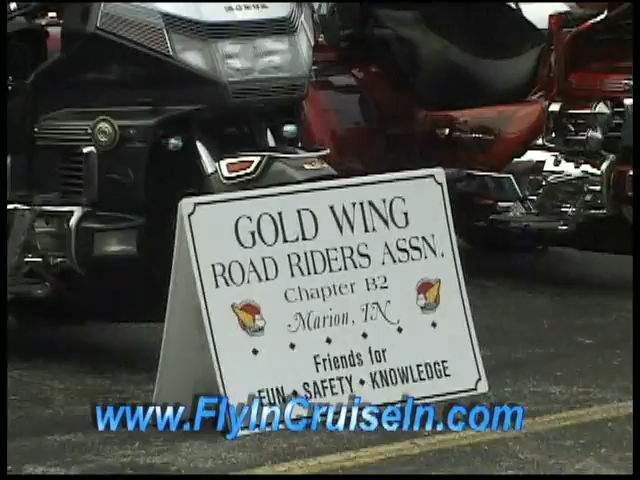 GOLD WING
ROAD RIDERS ASSN.
Chapter B2
Marion, IN
Friends for
FUN • SAFETY • KNOWLEDGE
www.FlyInCruiseIn.com